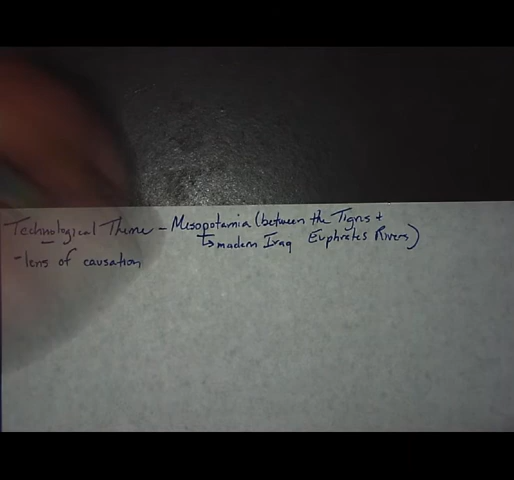 Technological Theme - Mesopotamia (between the Tigris +
↳ modern Iraq Euphrates Rivers)
- lens of causation